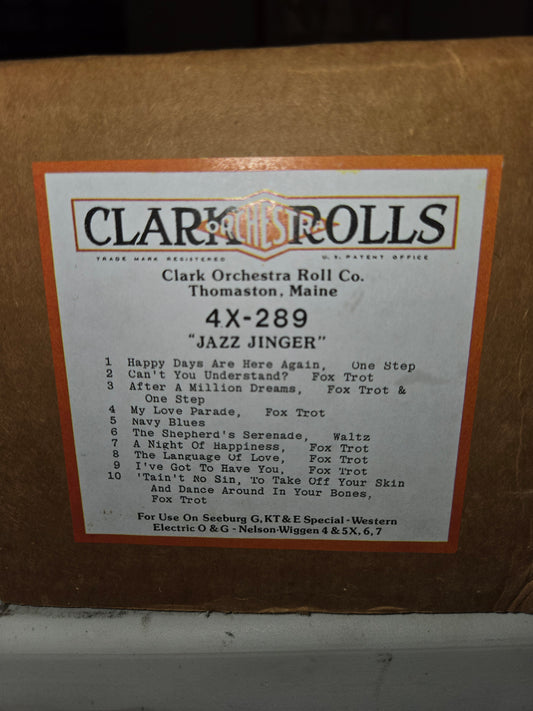 CLARK ORCHESTRA ROLLS
TRADE MARK REGISTERED U.S. PATENT OFFICE
Clark Orchestra Roll Co.
Thomaston, Maine
4X-289
"JAZZ JINGER"
1 Happy Days Are Here Again, One Step
2 Can't You Understand? Fox Trot
3 After A Million Dreams, Fox Trot &
One Step
4 My Love Parade, Fox Trot
5 Navy Blues
6 The Shepherd's Serenade, Waltz
7 A Night Of Happiness, Fox Trot
8 The Language Of Love, Fox Trot
9 I've Got To Have You, Fox Trot
10 'Tain't No Sin, To Take Off Your Skin
And Dance Around In Your Bones,
Fox Trot
For Use On Seeburg G, KT & E Special - Western
Electric O & G - Nelson-Wiggen 4 & 5X, 6, 7